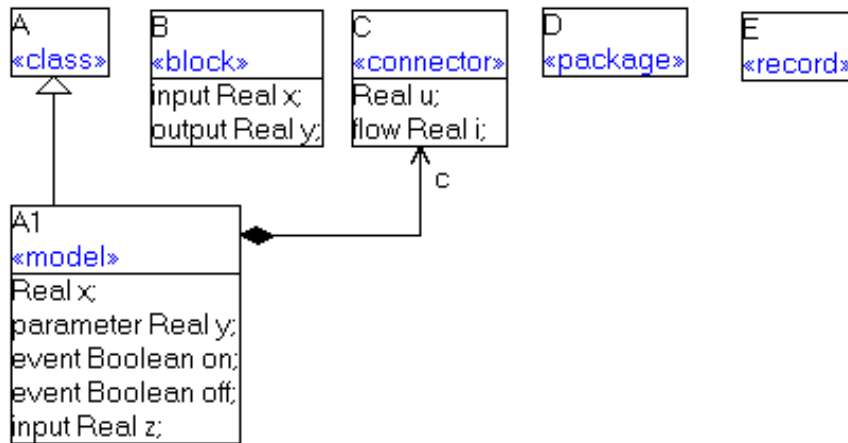 A
«class»
B
«block»
input Real x;
output Real y;
C
«connector»
Real u;
flow Real i;
D
«package»
E
«record»
c
A1
«model»
Real x;
parameter Real y;
event Boolean on;
event Boolean off;
input Real z;